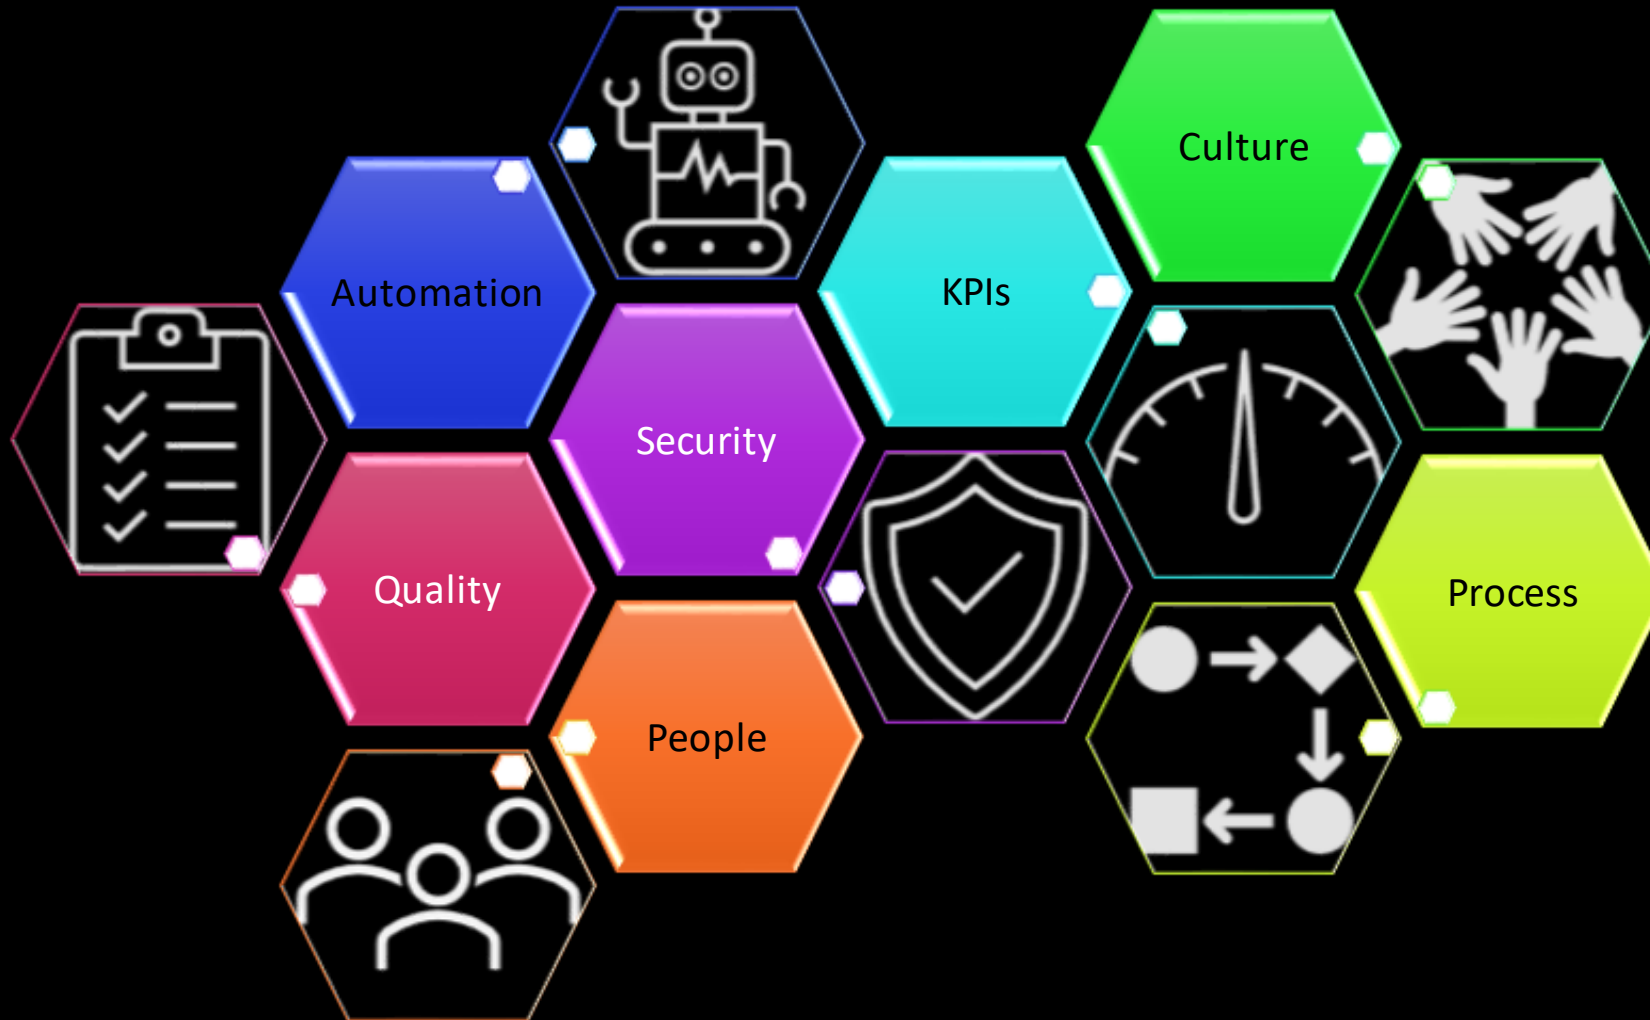 Culture
Automation
KPIs
Security
Quality
Process
People